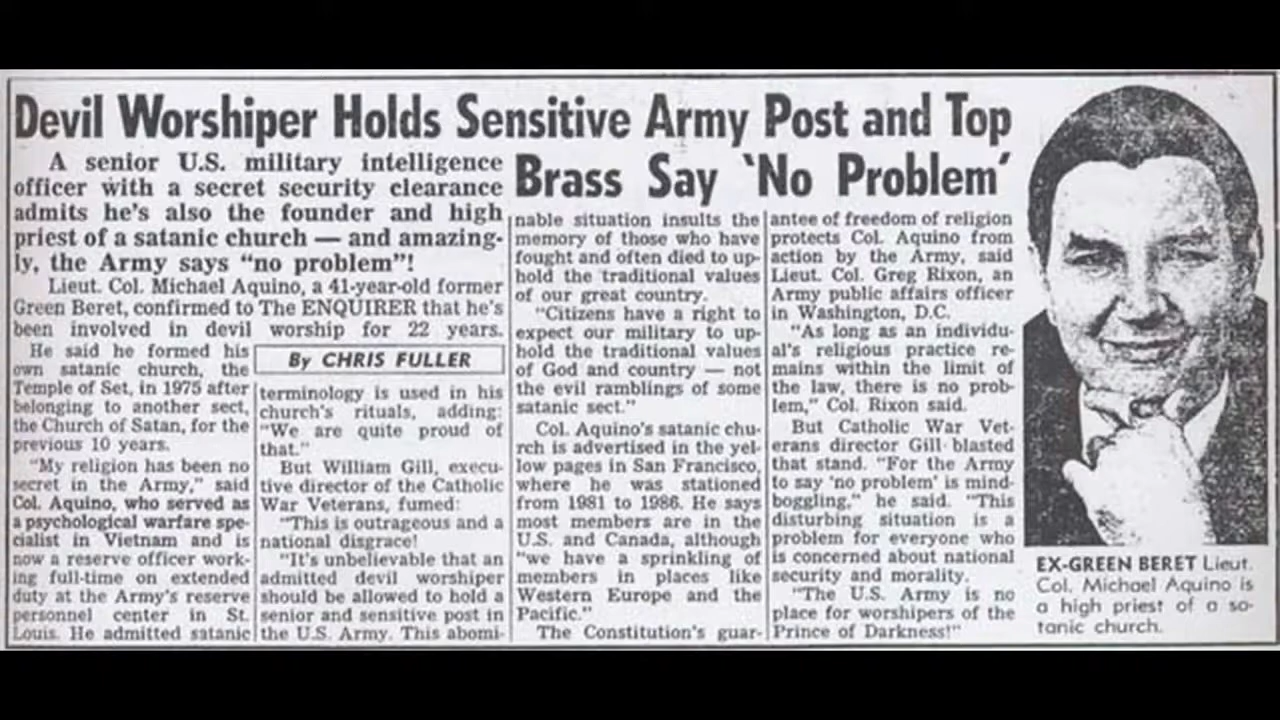 Devil Worshiper Holds Sensitive Army Post and Top
Brass Say 'No Problem'
A senior U.S. military intelligence
officer with a secret security clearance
admits he's also the founder and high
priest of a satanic church — and amazing-
ly, the Army says "no problem"!
Lieut. Col. Michael Aquino, a 41-year-old former
Green Beret, confirmed to The ENQUIRER that he's
been involved in devil worship for 22 years.
He said he formed his
own satanic church, the
Temple of Set, in 1975 after
belonging to another sect,
the Church of Satan, for the
previous 10 years.
"My religion has been no
secret in the Army," said
Col. Aquino, who served as
a psychological warfare spe-
cialist in Vietnam and is
now a reserve officer work-
ing full-time on extended
duty at the Army's reserve
personnel center in St.
Louis. He admitted satanic
By CHRIS FULLER
terminology is used in his
church's rituals, adding:
"We are quite proud of
that."
But William Gill, execu-
tive director of the Catholic
War Veterans, fumed:
"This is outrageous and a
national disgrace!
"It's unbelievable that an
admitted devil worshiper
should be allowed to hold a
senior and sensitive post in
the U.S. Army. This abomi-
nable situation insults the
memory of those who have
fought and often died to up-
hold the traditional values
of our great country.
"Citizens have a right to
expect our military to up-
hold the traditional values
of God and country — not
the evil ramblings of some
satanic sect."
Col. Aquino's satanic chu-
rch is advertised in the yel-
low pages in San Francisco,
where he was stationed
from 1981 to 1986. He says
most members are in the
U.S. and Canada, although
"we have a sprinkling of
members in places like
Western Europe and the
Pacific."
The Constitution's guar-
antee of freedom of religion
protects Col. Aquino from
action by the Army, said
Lieut. Col. Greg Rixon, an
Army public affairs officer
in Washington, D.C.
"As long as an individu-
al's religious practice re-
mains within the limit of
the law, there is no prob-
lem," Col. Rixon said.
But Catholic War Vet-
erans director Gill blasted
that stand. "For the Army
to say 'no problem' is mind-
boggling," he said. "This
disturbing situation is a
problem for everyone who
is concerned about national
security and morality.
"The U.S. Army is no
place for worshipers of the
Prince of Darkness!"
EX-GREEN BERET Lieut.
Col. Michael Aquino is
a high priest of a sa-
tanic church.